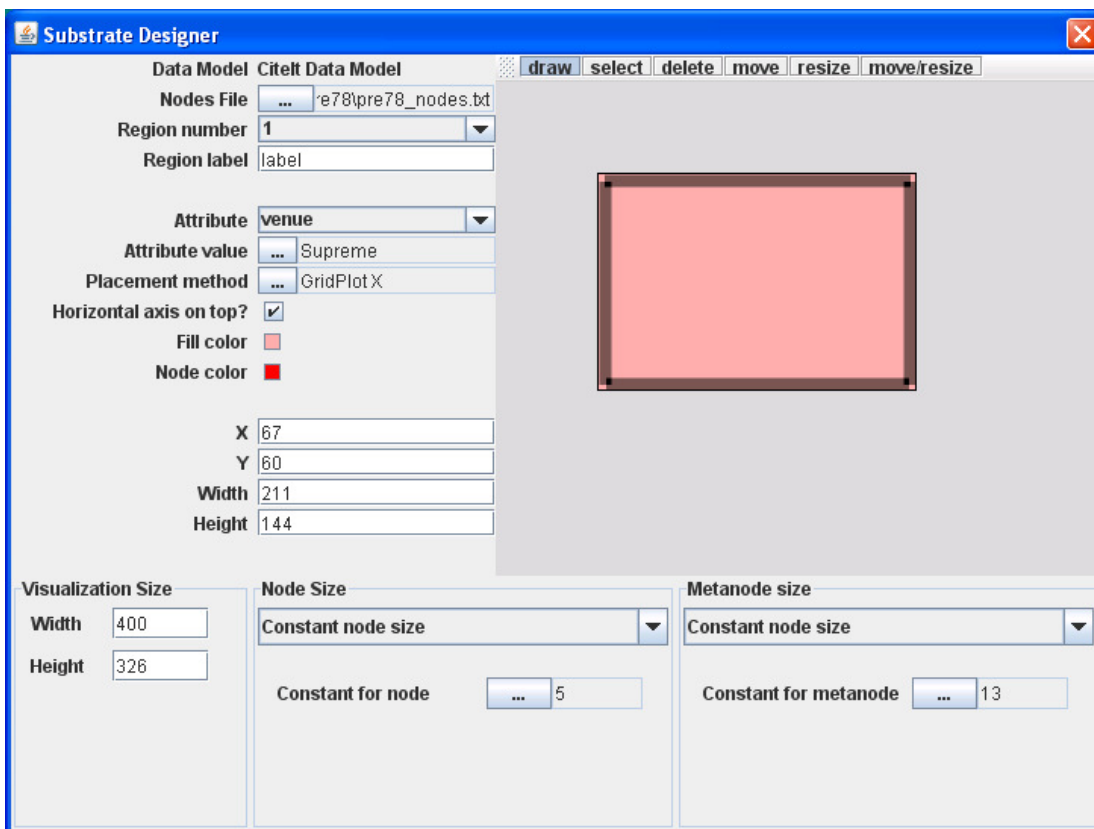 Substrate Designer
Data Model CiteIt Data Model
draw select delete move resize move/resize
Nodes File ... 're78\pre78_nodes.txt
Region number 1
Region label label
Attribute venue
Attribute value ... Supreme
Placement method ... GridPlot X
Horizontal axis on top?
Fill color
Node color
X 67
Y 60
Width 211
Height 144
Visualization Size
Width 400
Height 326
Node Size
Constant node size
Constant for node ... 5
Metanode size
Constant node size
Constant for metanode ... 13